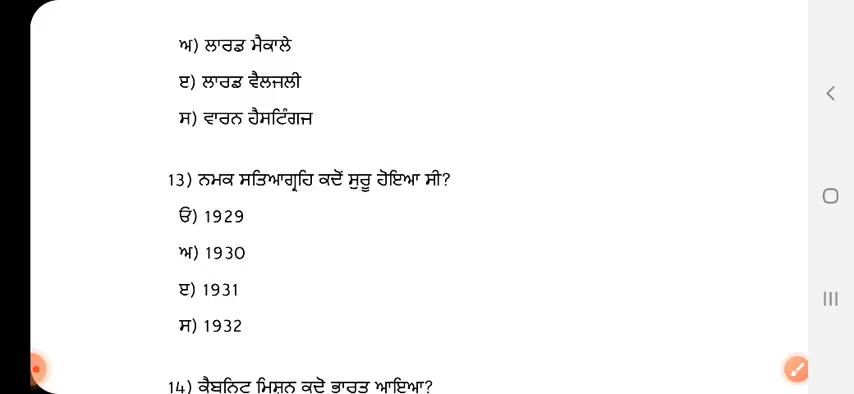 ਅ) ਲਾਰਡ ਮੈਕਾਲੇ
ੲ) ਲਾਰਡ ਵੈਲਜਲੀ
ਸ) ਵਾਰਨ ਹੈਸਟਿੰਗਜ
13) ਨਮਕ ਸਤਿਆਗ੍ਰਹਿ ਕਦੋਂ ਸੁਰੂ ਹੋਇਆ ਸੀ?
ੳ) 1929
ਅ) 1930
ੲ) 1931
ਸ) 1932
14) ਕੈਬਨਿਟ ਮਿਸ਼ਨ ਕਦੋ ਭਾਰਤ ਆਇਆ?